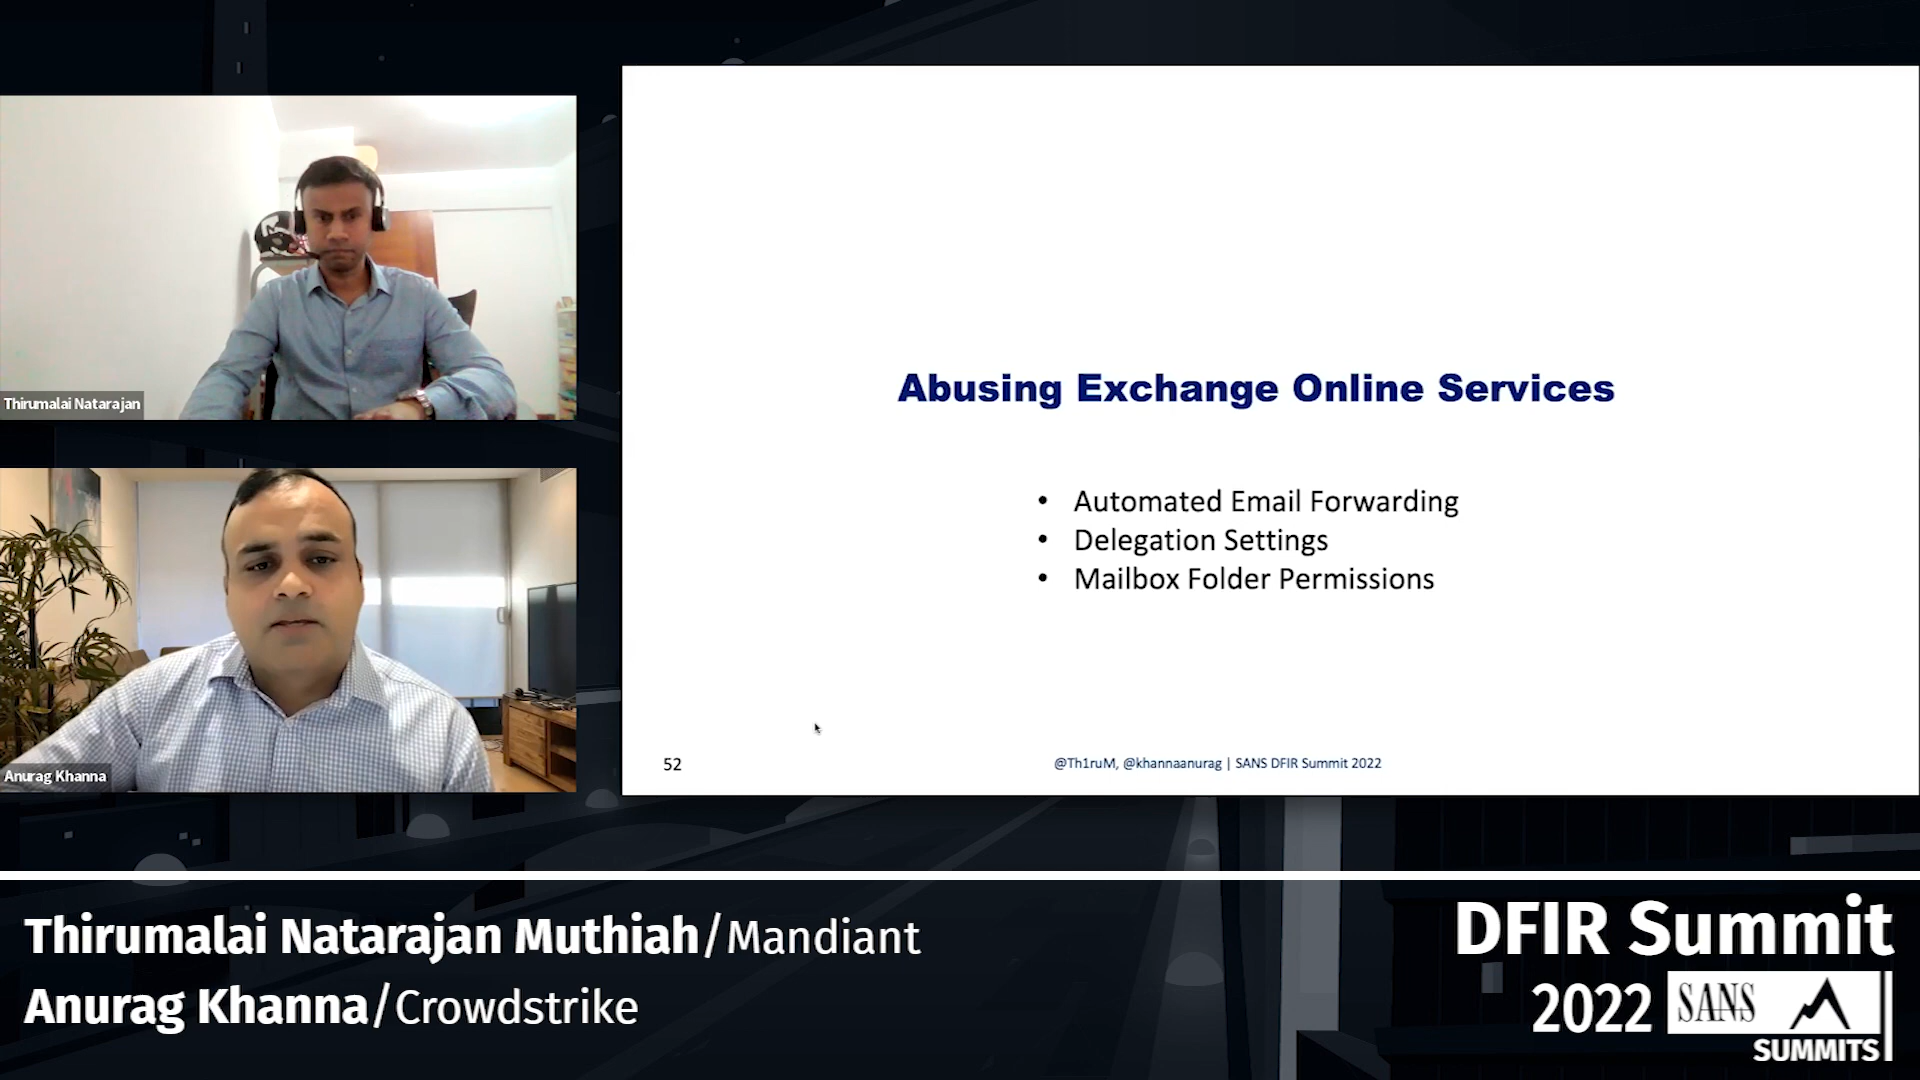 Thirumalai Natarajan
Anurag Khanna
Abusing Exchange Online Services
• Automated Email Forwarding
• Delegation Settings
• Mailbox Folder Permissions
52
@Th1ruM, @khannaanurag | SANS DFIR Summit 2022
Thirumalai Natarajan Muthiah/Mandiant
Anurag Khanna/Crowdstrike
DFIR Summit
2022 SANS
SUMMITS